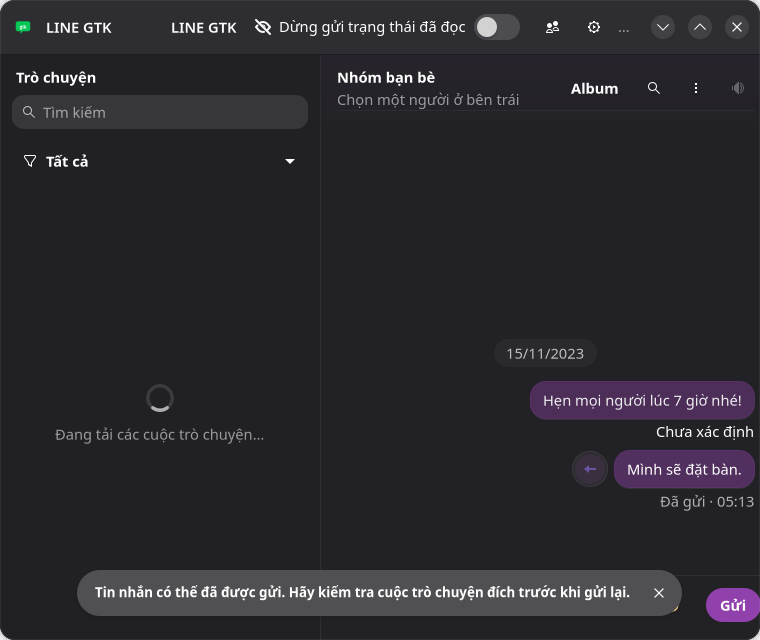 LINE GTK
LINE GTK
Dừng gửi trạng thái đã đọc
...
Trò chuyện
Tìm kiếm
Tất cả
Đang tải các cuộc trò chuyện...
Nhóm bạn bè
Chọn một người ở bên trái
Album
15/11/2023
Hẹn mọi người lúc 7 giờ nhé!
Chưa xác định
Mình sẽ đặt bàn.
Đã gửi · 05:13
Tin nhắn có thể đã được gửi. Hãy kiểm tra cuộc trò chuyện đích trước khi gửi lại.
Gửi